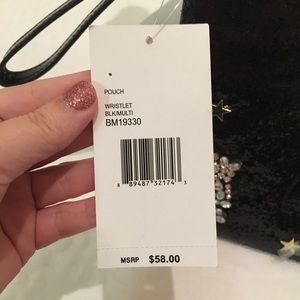 POUCH
WRISTLET
BLK/MULTI
BM19330
8 89487 32174 3
MSRP $58.00